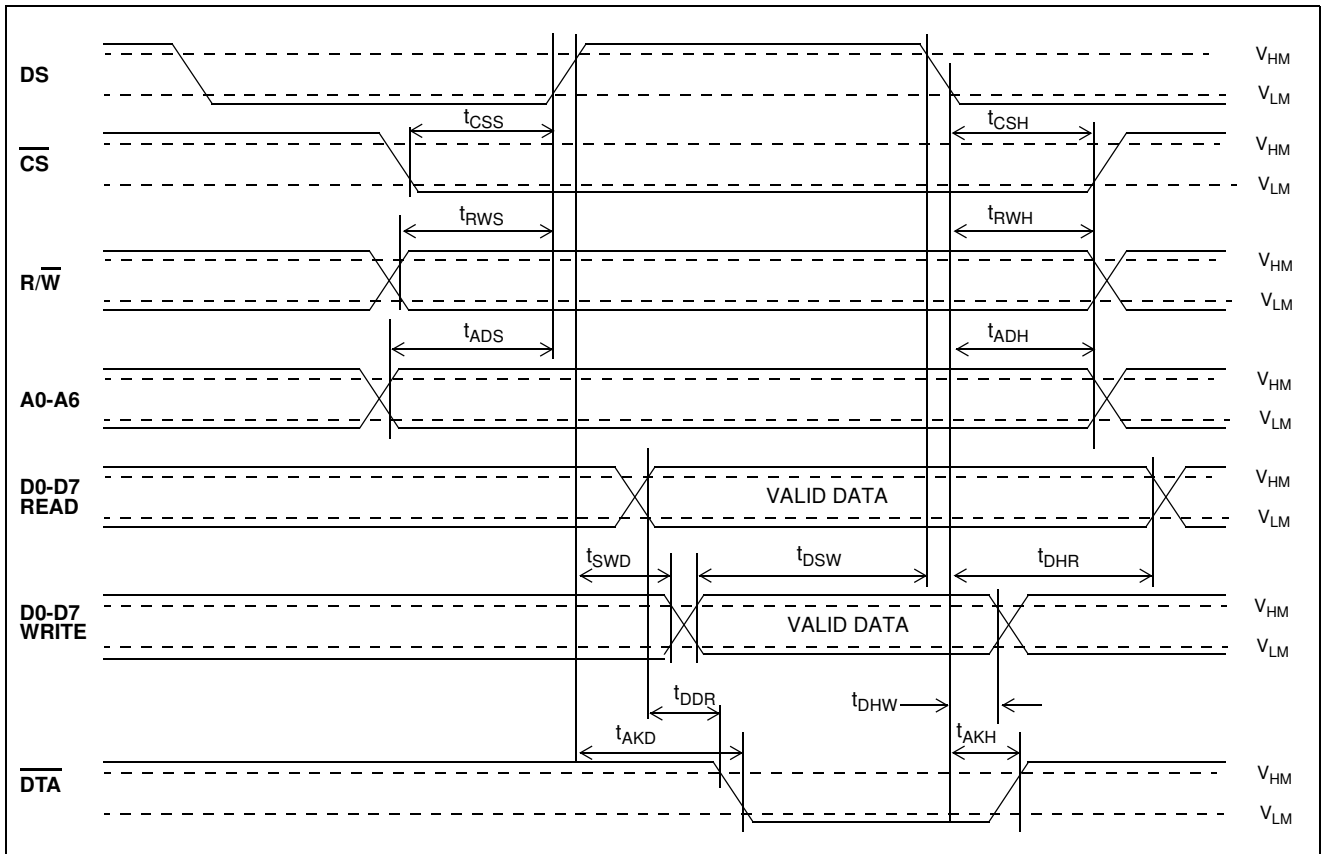 DS
V_HM
V_LM
t_CSS
t_CSH
C̅S̅
V_HM
V_LM
t_RWS
t_RWH
R/W̅
V_HM
V_LM
t_ADS
t_ADH
A0-A6
V_HM
V_LM
D0-D7
READ
VALID DATA
V_HM
V_LM
t_SWD
t_DSW
t_DHR
D0-D7
WRITE
VALID DATA
V_HM
V_LM
t_DDR
t_DHW
t_AKD
t_AKH
D̅T̅A̅
V_HM
V_LM